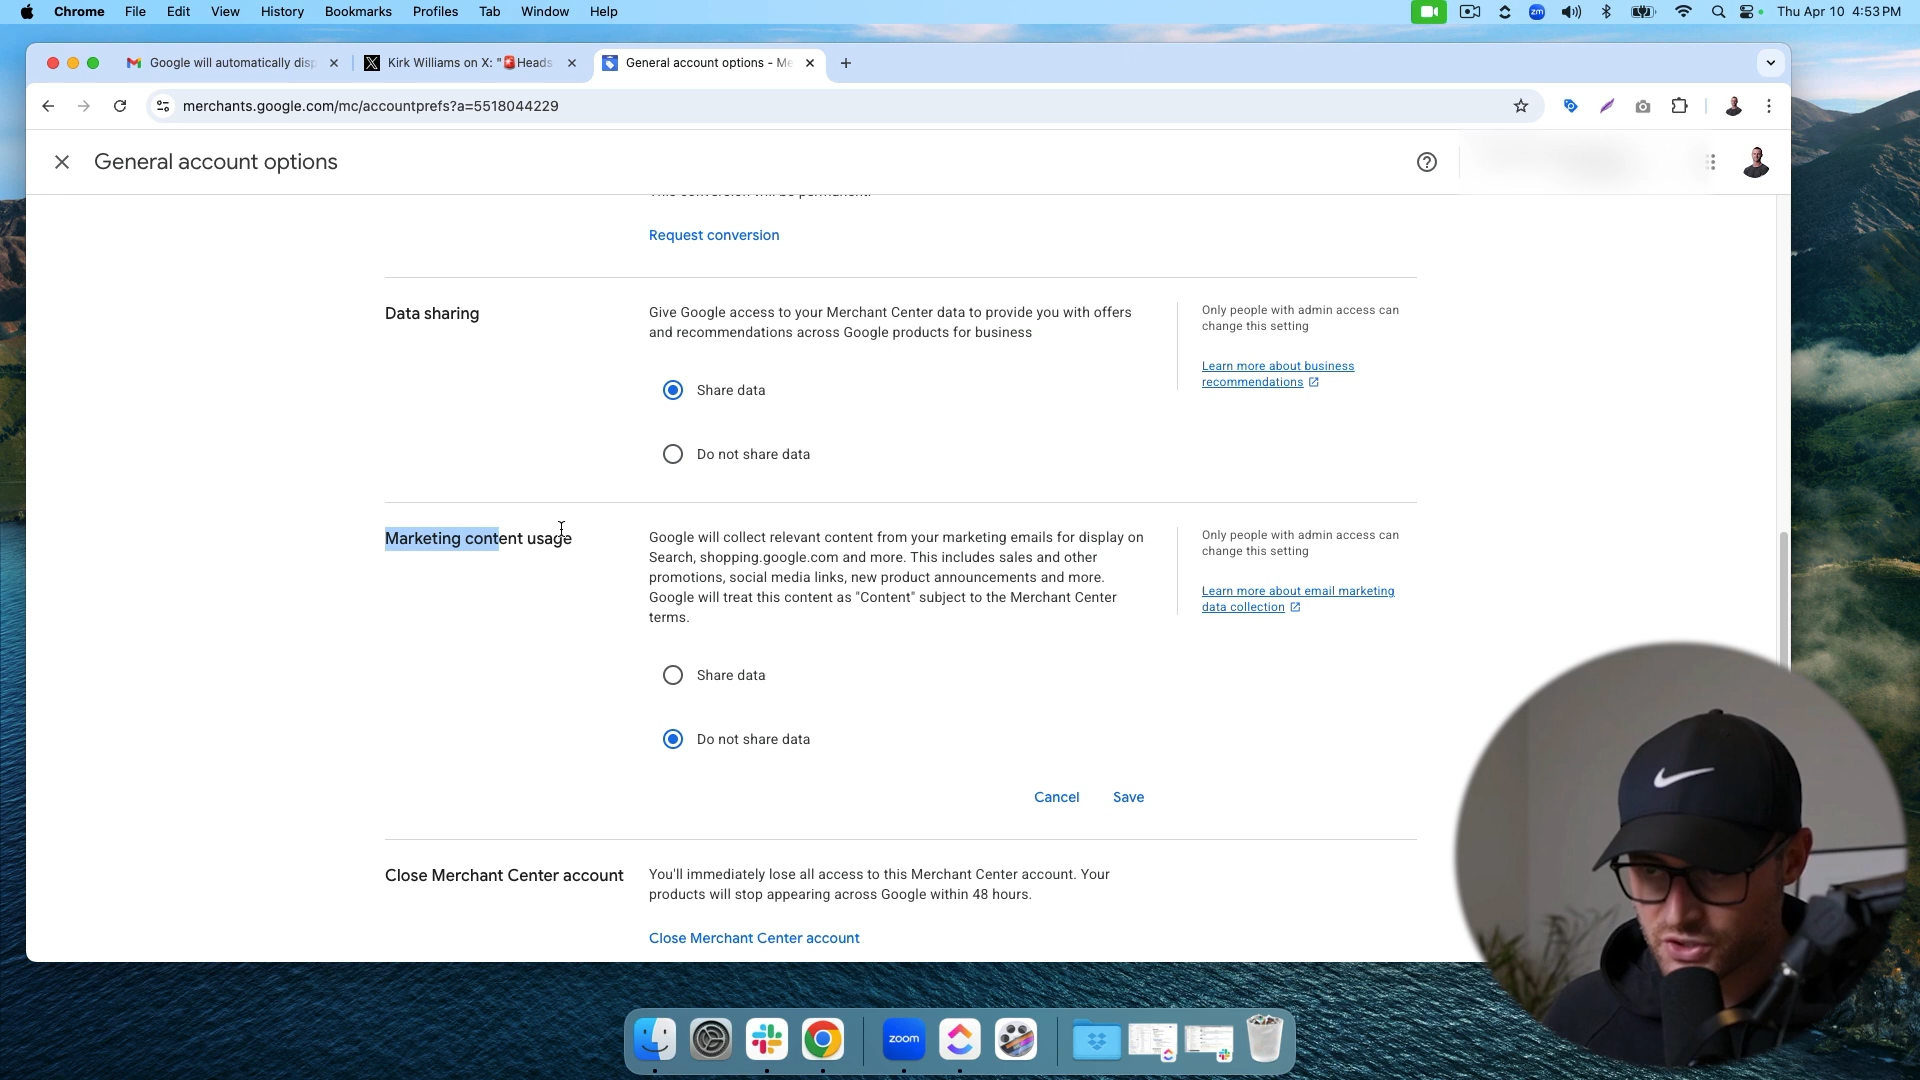 Chrome File Edit View History Bookmarks Profiles Tab Window Help
zm
Thu Apr 10 4:53 PM
Google will automatically disp
Kirk Williams on X: "🚨Heads
General account options - Me
merchants.google.com/mc/accountprefs?a=5518044229
General account options
This conversion will be permanent.
Request conversion
Data sharing
Give Google access to your Merchant Center data to provide you with offers
and recommendations across Google products for business
Only people with admin access can
change this setting
Learn more about business
recommendations
Share data
Do not share data
Marketing content usage
Google will collect relevant content from your marketing emails for display on
Search, shopping.google.com and more. This includes sales and other
promotions, social media links, new product announcements and more.
Google will treat this content as "Content" subject to the Merchant Center
terms.
Only people with admin access can
change this setting
Learn more about email marketing
data collection
Share data
Do not share data
Cancel Save
Close Merchant Center account
You'll immediately lose all access to this Merchant Center account. Your
products will stop appearing across Google within 48 hours.
Close Merchant Center account
zoom